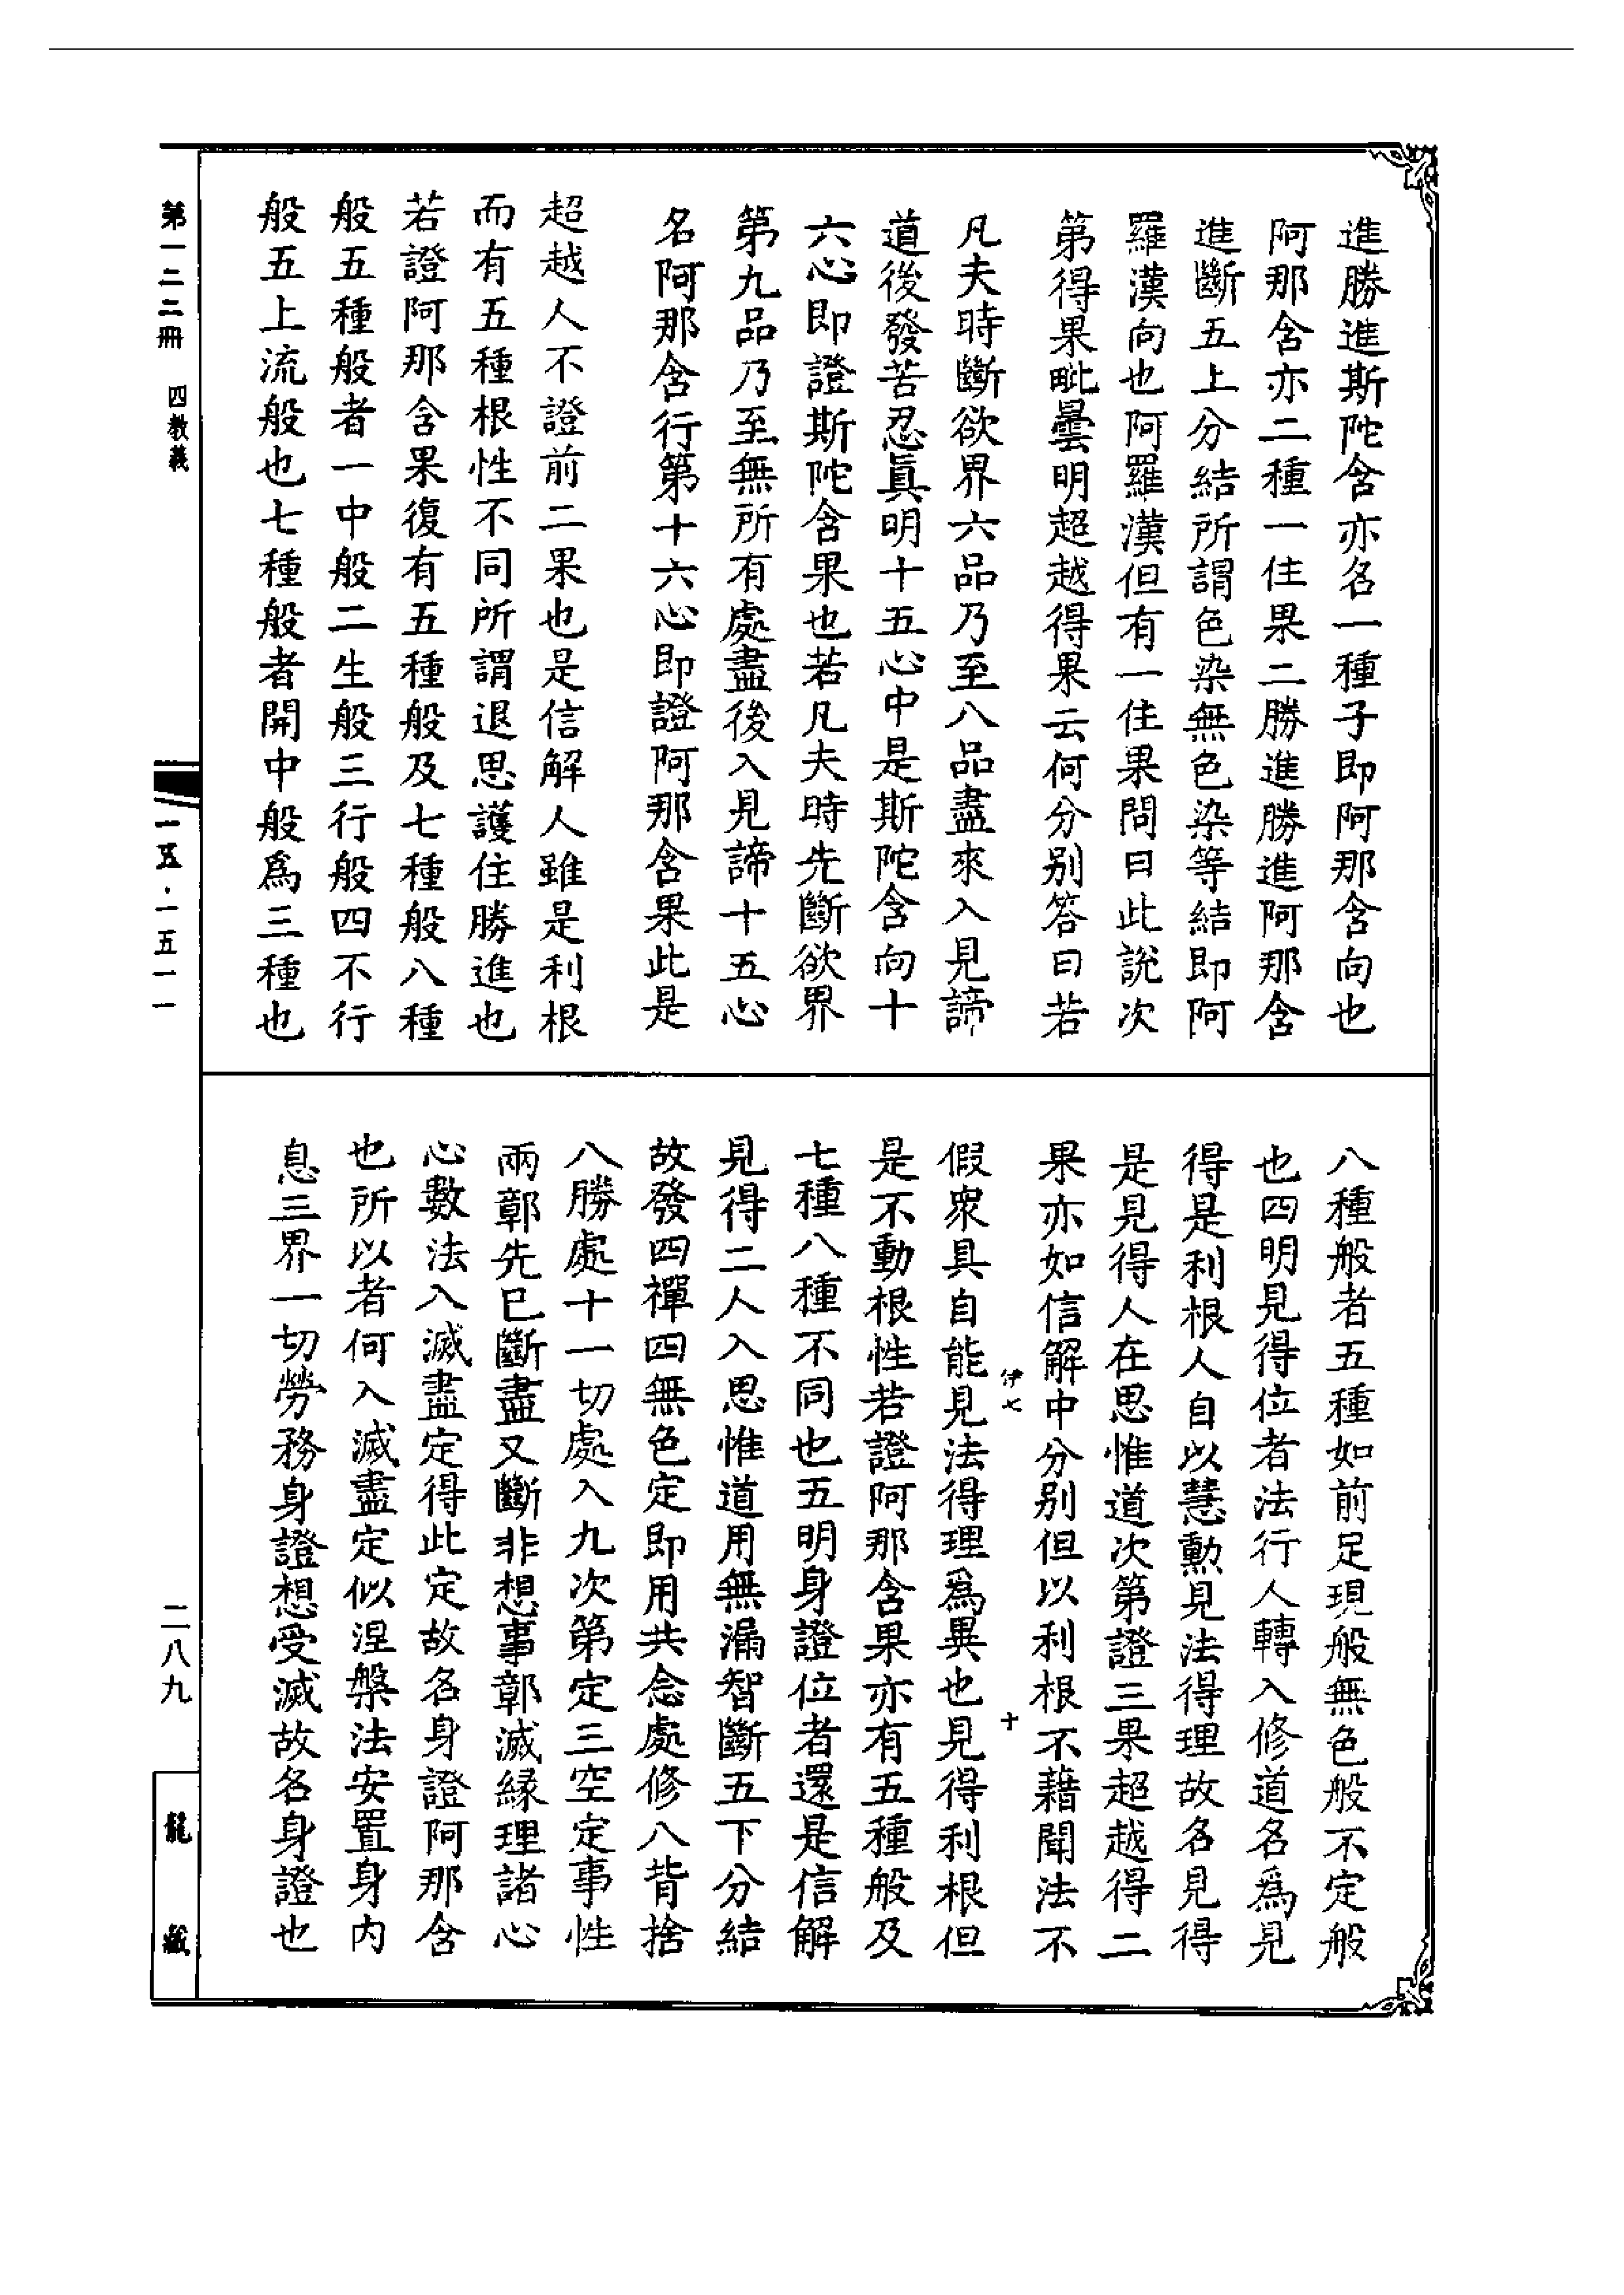 進勝進斯陀含亦名一種子即阿那含向也
阿那含亦二種一住果二勝進勝進阿那含
進斷五上分結所謂色染無色染等結即阿
羅漢向也阿羅漢但有一住果問曰此說次
第得果毗曇明超越得果云何分別答曰若
凡夫時斷欲界六品乃至八品盡來入見諦
道後發苦忍眞明十五心中是斯陀含向十
六心即證斯陀含果也若凡夫時先斷欲界
第九品乃至無所有處盡後入見諦十五心
名阿那含行第十六心即證阿那含果此是
超越人不證前二果也是信解人雖是利根
而有五種根性不同所謂退思護住勝進也
若證阿那含果復有五種般及七種般八種
般五種般者一中般二生般三行般四不行
般五上流般也七種般者開中般爲三種也
八種般者五種如前足現般無色般不定般
也四明見得位者法行人轉入修道名爲見
得是利根人自以慧勲見法得理故名見得
是見得人在思惟道次第證三果超越得二
果亦如信解中分別但以利根不藉聞法不
伊七
十
假衆具自能見法得理爲異也見得利根但
是不動根性若證阿那含果亦有五種般及
七種八種不同也五明身證位者還是信解
見得二人入思惟道用無漏智斷五下分結
故發四禪四無色定即用共念處修八背捨
八勝處十一切處入九次第定三空定事性
兩鄣先已斷盡又斷非想事鄣滅緣理諸心
心數法入滅盡定得此定故名身證阿那含
也所以者何入滅盡定似涅槃法安置身內
息三界一切勞務身證想受滅故名身證也
第一二二冊
四教義
一五·一五一一
二八九
龍藏